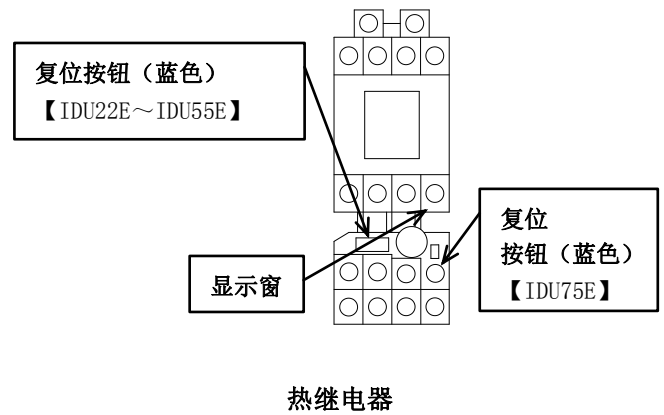 复位按钮（蓝色）
【IDU22E～IDU55E】
复位
按钮（蓝色）
【IDU75E】
显示窗
热继电器